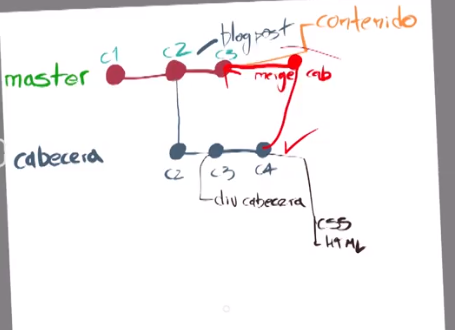 contenido
blogpost
C1
C2
C3
master
merge cab
cabecera
C2
C3
C4
div cabecera
CSS
HTML